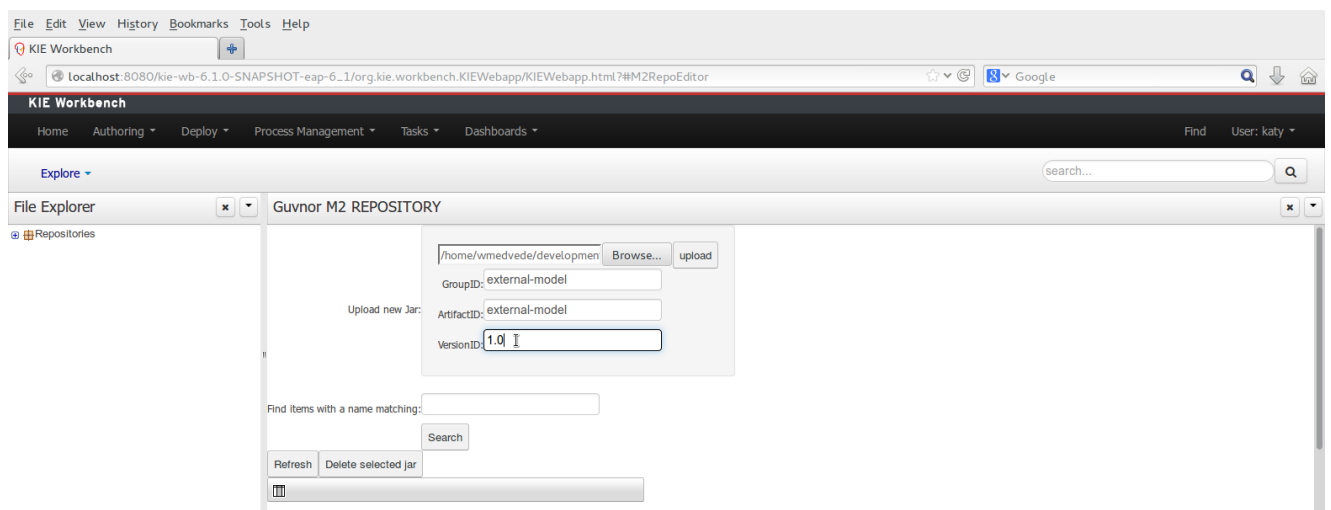 File Edit View History Bookmarks Tools Help
KIE Workbench
localhost:8080/kie-wb-6.1.0-SNAPSHOT-eap-6_1/org.kie.workbench.KIEWebapp/KIEWebapp.html?#M2RepoEditor
Google
KIE Workbench
Home Authoring Deploy Process Management Tasks Dashboards Find User: katy
Explore search...
File Explorer
Guvnor M2 REPOSITORY
Repositories
/home/wmedvede/developmen Browse... upload
GroupID: external-model
Upload new Jar:
ArtifactID: external-model
VersionID: 1.0
Find items with a name matching:
Search
Refresh Delete selected jar